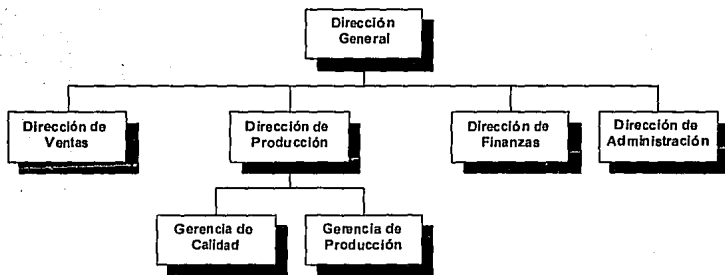 Dirección
General
Dirección de
Ventas
Dirección de
Producción
Dirección de
Finanzas
Dirección de
Administración
Gerencia de
Calidad
Gerencia de
Producción